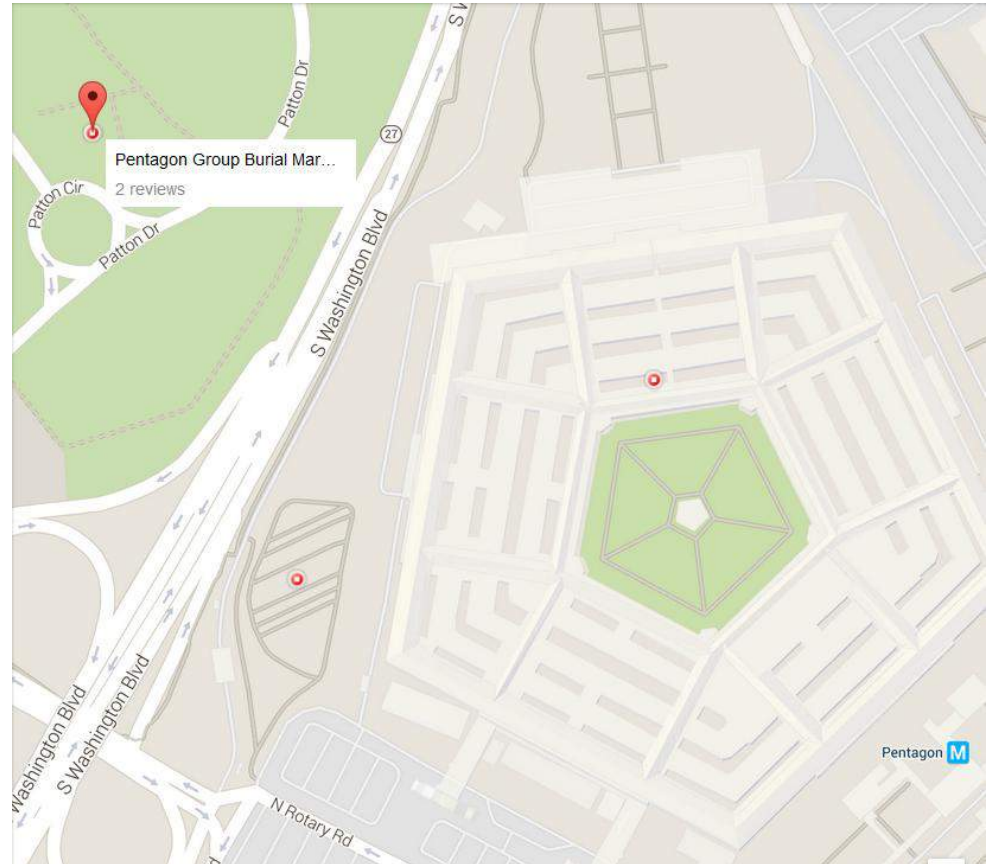 S W
Patton Dr
27
Pentagon Group Burial Mar...
2 reviews
Patton Cir
Patton Dr
S Washington Blvd
S Washington Blvd
Washington Blvd
N Rotary Rd
Pentagon M